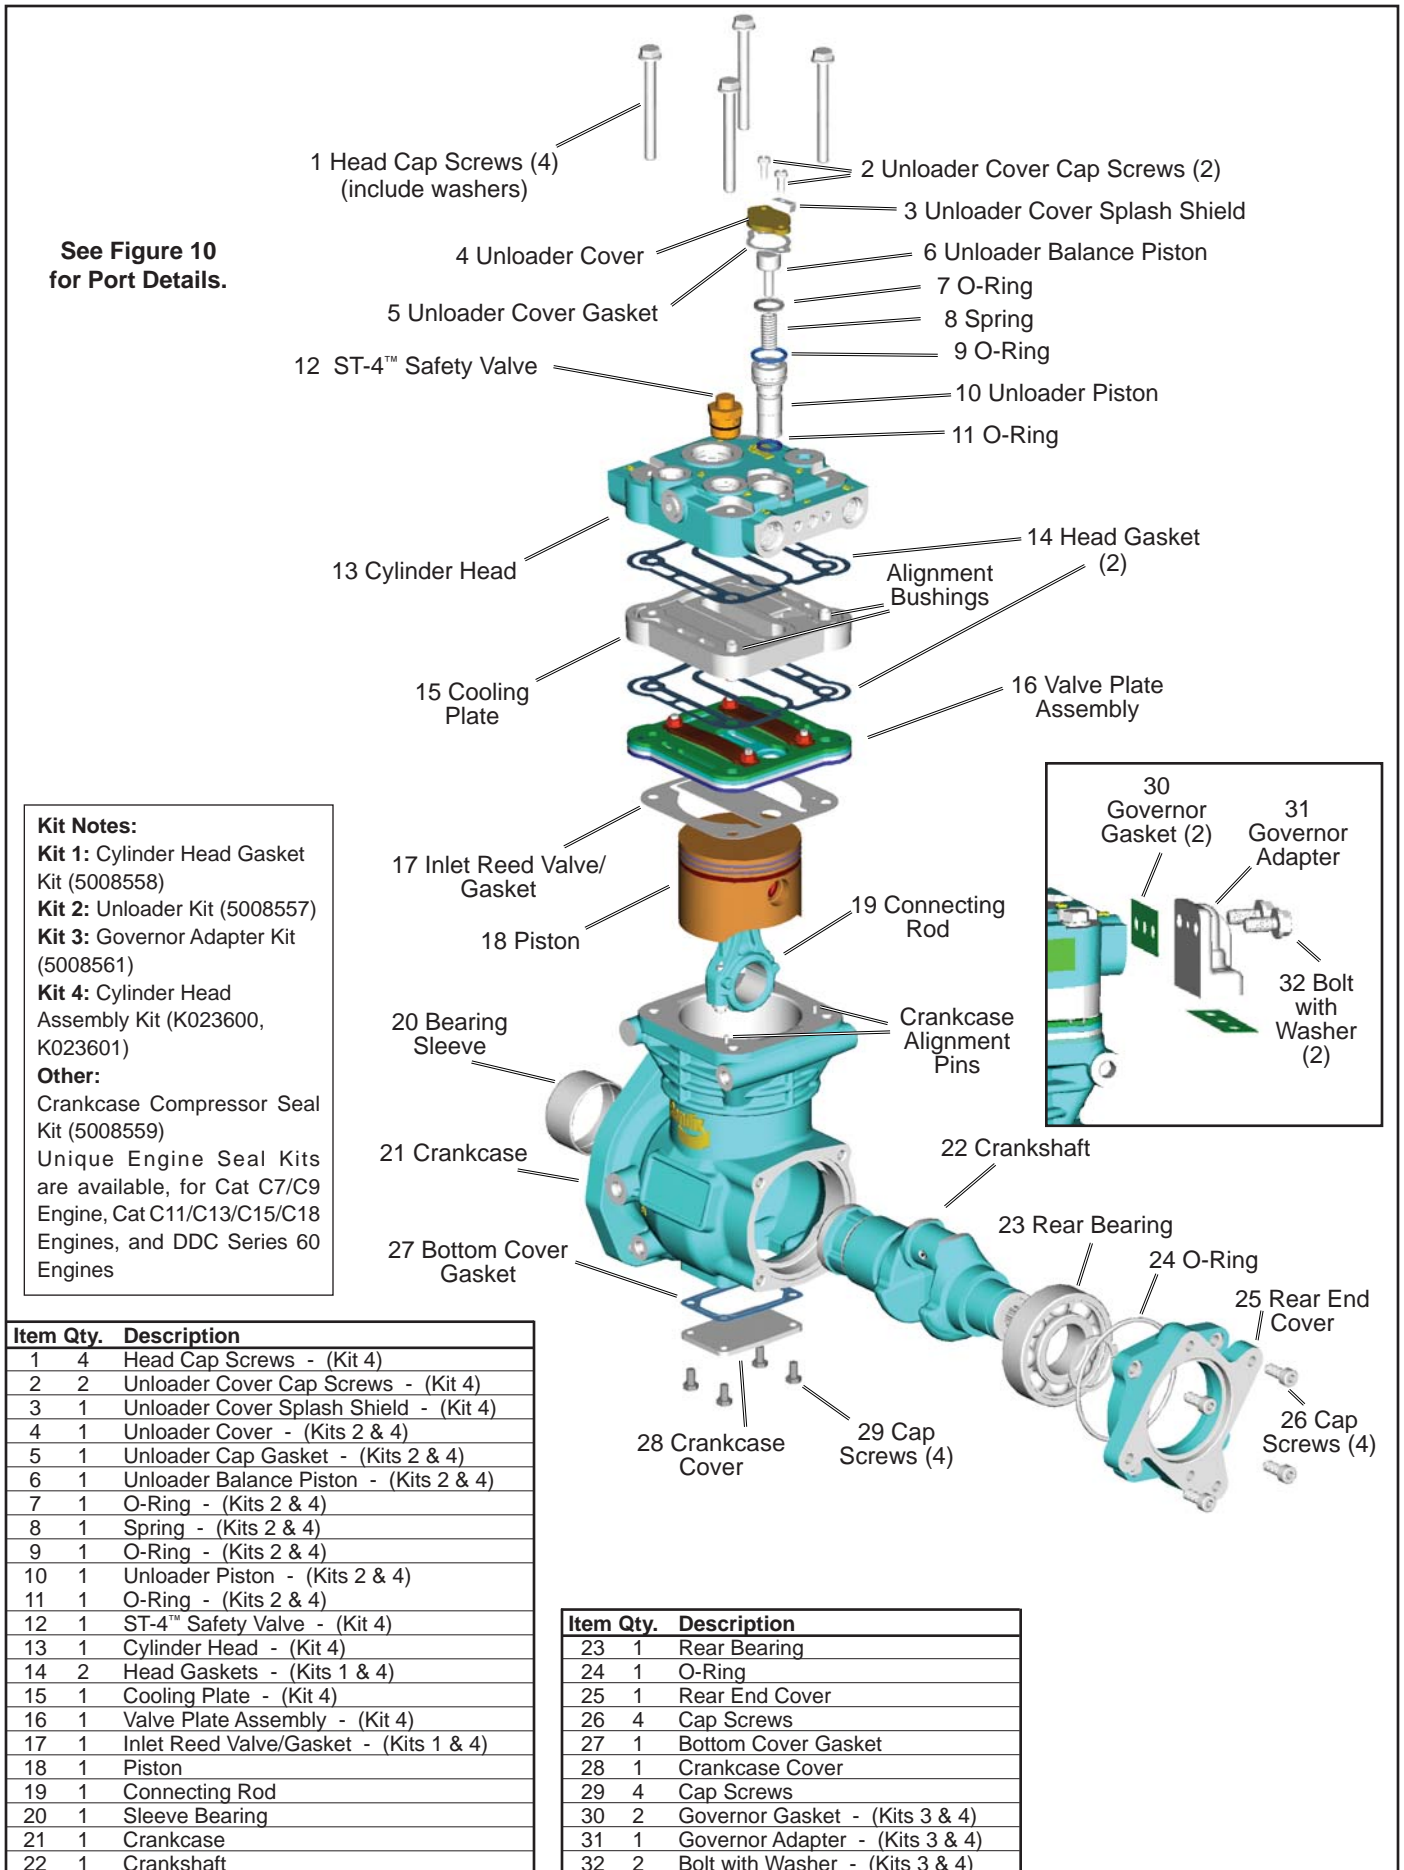 1 Head Cap Screws (4)
(include washers)
2 Unloader Cover Cap Screws (2)
3 Unloader Cover Splash Shield
See Figure 10
for Port Details.
4 Unloader Cover
6 Unloader Balance Piston
7 O-Ring
5 Unloader Cover Gasket
8 Spring
9 O-Ring
12 ST-4™ Safety Valve
10 Unloader Piston
11 O-Ring
13 Cylinder Head
14 Head Gasket
(2)
Alignment
Bushings
15 Cooling
Plate
16 Valve Plate
Assembly
17 Inlet Reed Valve/
Gasket
18 Piston
19 Connecting
Rod
20 Bearing
Sleeve
Crankcase
Alignment
Pins
21 Crankcase
22 Crankshaft
23 Rear Bearing
24 O-Ring
25 Rear End
Cover
27 Bottom Cover
Gasket
26 Cap
Screws (4)
28 Crankcase
Cover
29 Cap
Screws (4)
30
Governor
Gasket (2)
31
Governor
Adapter
32 Bolt
with
Washer
(2)
Kit Notes:
Kit 1: Cylinder Head Gasket
Kit (5008558)
Kit 2: Unloader Kit (5008557)
Kit 3: Governor Adapter Kit
(5008561)
Kit 4: Cylinder Head
Assembly Kit (K023600,
K023601)
Other:
Crankcase Compressor Seal
Kit (5008559)
Unique Engine Seal Kits
are available, for Cat C7/C9
Engine, Cat C11/C13/C15/C18
Engines, and DDC Series 60
Engines
Item Qty. Description
1 4 Head Cap Screws - (Kit 4)
2 2 Unloader Cover Cap Screws - (Kit 4)
3 1 Unloader Cover Splash Shield - (Kit 4)
4 1 Unloader Cover - (Kits 2 & 4)
5 1 Unloader Cap Gasket - (Kits 2 & 4)
6 1 Unloader Balance Piston - (Kits 2 & 4)
7 1 O-Ring - (Kits 2 & 4)
8 1 Spring - (Kits 2 & 4)
9 1 O-Ring - (Kits 2 & 4)
10 1 Unloader Piston - (Kits 2 & 4)
11 1 O-Ring - (Kits 2 & 4)
12 1 ST-4™ Safety Valve - (Kit 4)
13 1 Cylinder Head - (Kit 4)
14 2 Head Gaskets - (Kits 1 & 4)
15 1 Cooling Plate - (Kit 4)
16 1 Valve Plate Assembly - (Kit 4)
17 1 Inlet Reed Valve/Gasket - (Kits 1 & 4)
18 1 Piston
19 1 Connecting Rod
20 1 Sleeve Bearing
21 1 Crankcase
22 1 Crankshaft
Item Qty. Description
23 1 Rear Bearing
24 1 O-Ring
25 1 Rear End Cover
26 4 Cap Screws
27 1 Bottom Cover Gasket
28 1 Crankcase Cover
29 4 Cap Screws
30 2 Governor Gasket - (Kits 3 & 4)
31 1 Governor Adapter - (Kits 3 & 4)
32 2 Bolt with Washer - (Kits 3 & 4)